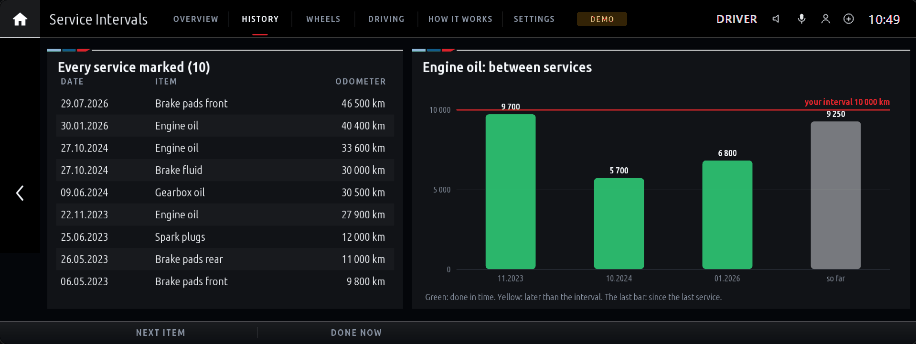 Service Intervals
OVERVIEW
HISTORY
WHEELS
DRIVING
HOW IT WORKS
SETTINGS
DEMO
DRIVER
10:49
Every service marked (10)
DATE ITEM ODOMETER
29.07.2026 Brake pads front 46 500 km
30.01.2026 Engine oil 40 400 km
27.10.2024 Engine oil 33 600 km
27.10.2024 Brake fluid 30 000 km
09.06.2024 Gearbox oil 30 500 km
22.11.2023 Engine oil 27 900 km
25.06.2023 Spark plugs 12 000 km
26.05.2023 Brake pads rear 11 000 km
06.05.2023 Brake pads front 9 800 km
Engine oil: between services
your interval 10 000 km
10 000
5 000
0
9 700
5 700
6 800
9 250
11.2023
10.2024
01.2026
so far
Green: done in time. Yellow: later than the interval. The last bar: since the last service.
NEXT ITEM
DONE NOW